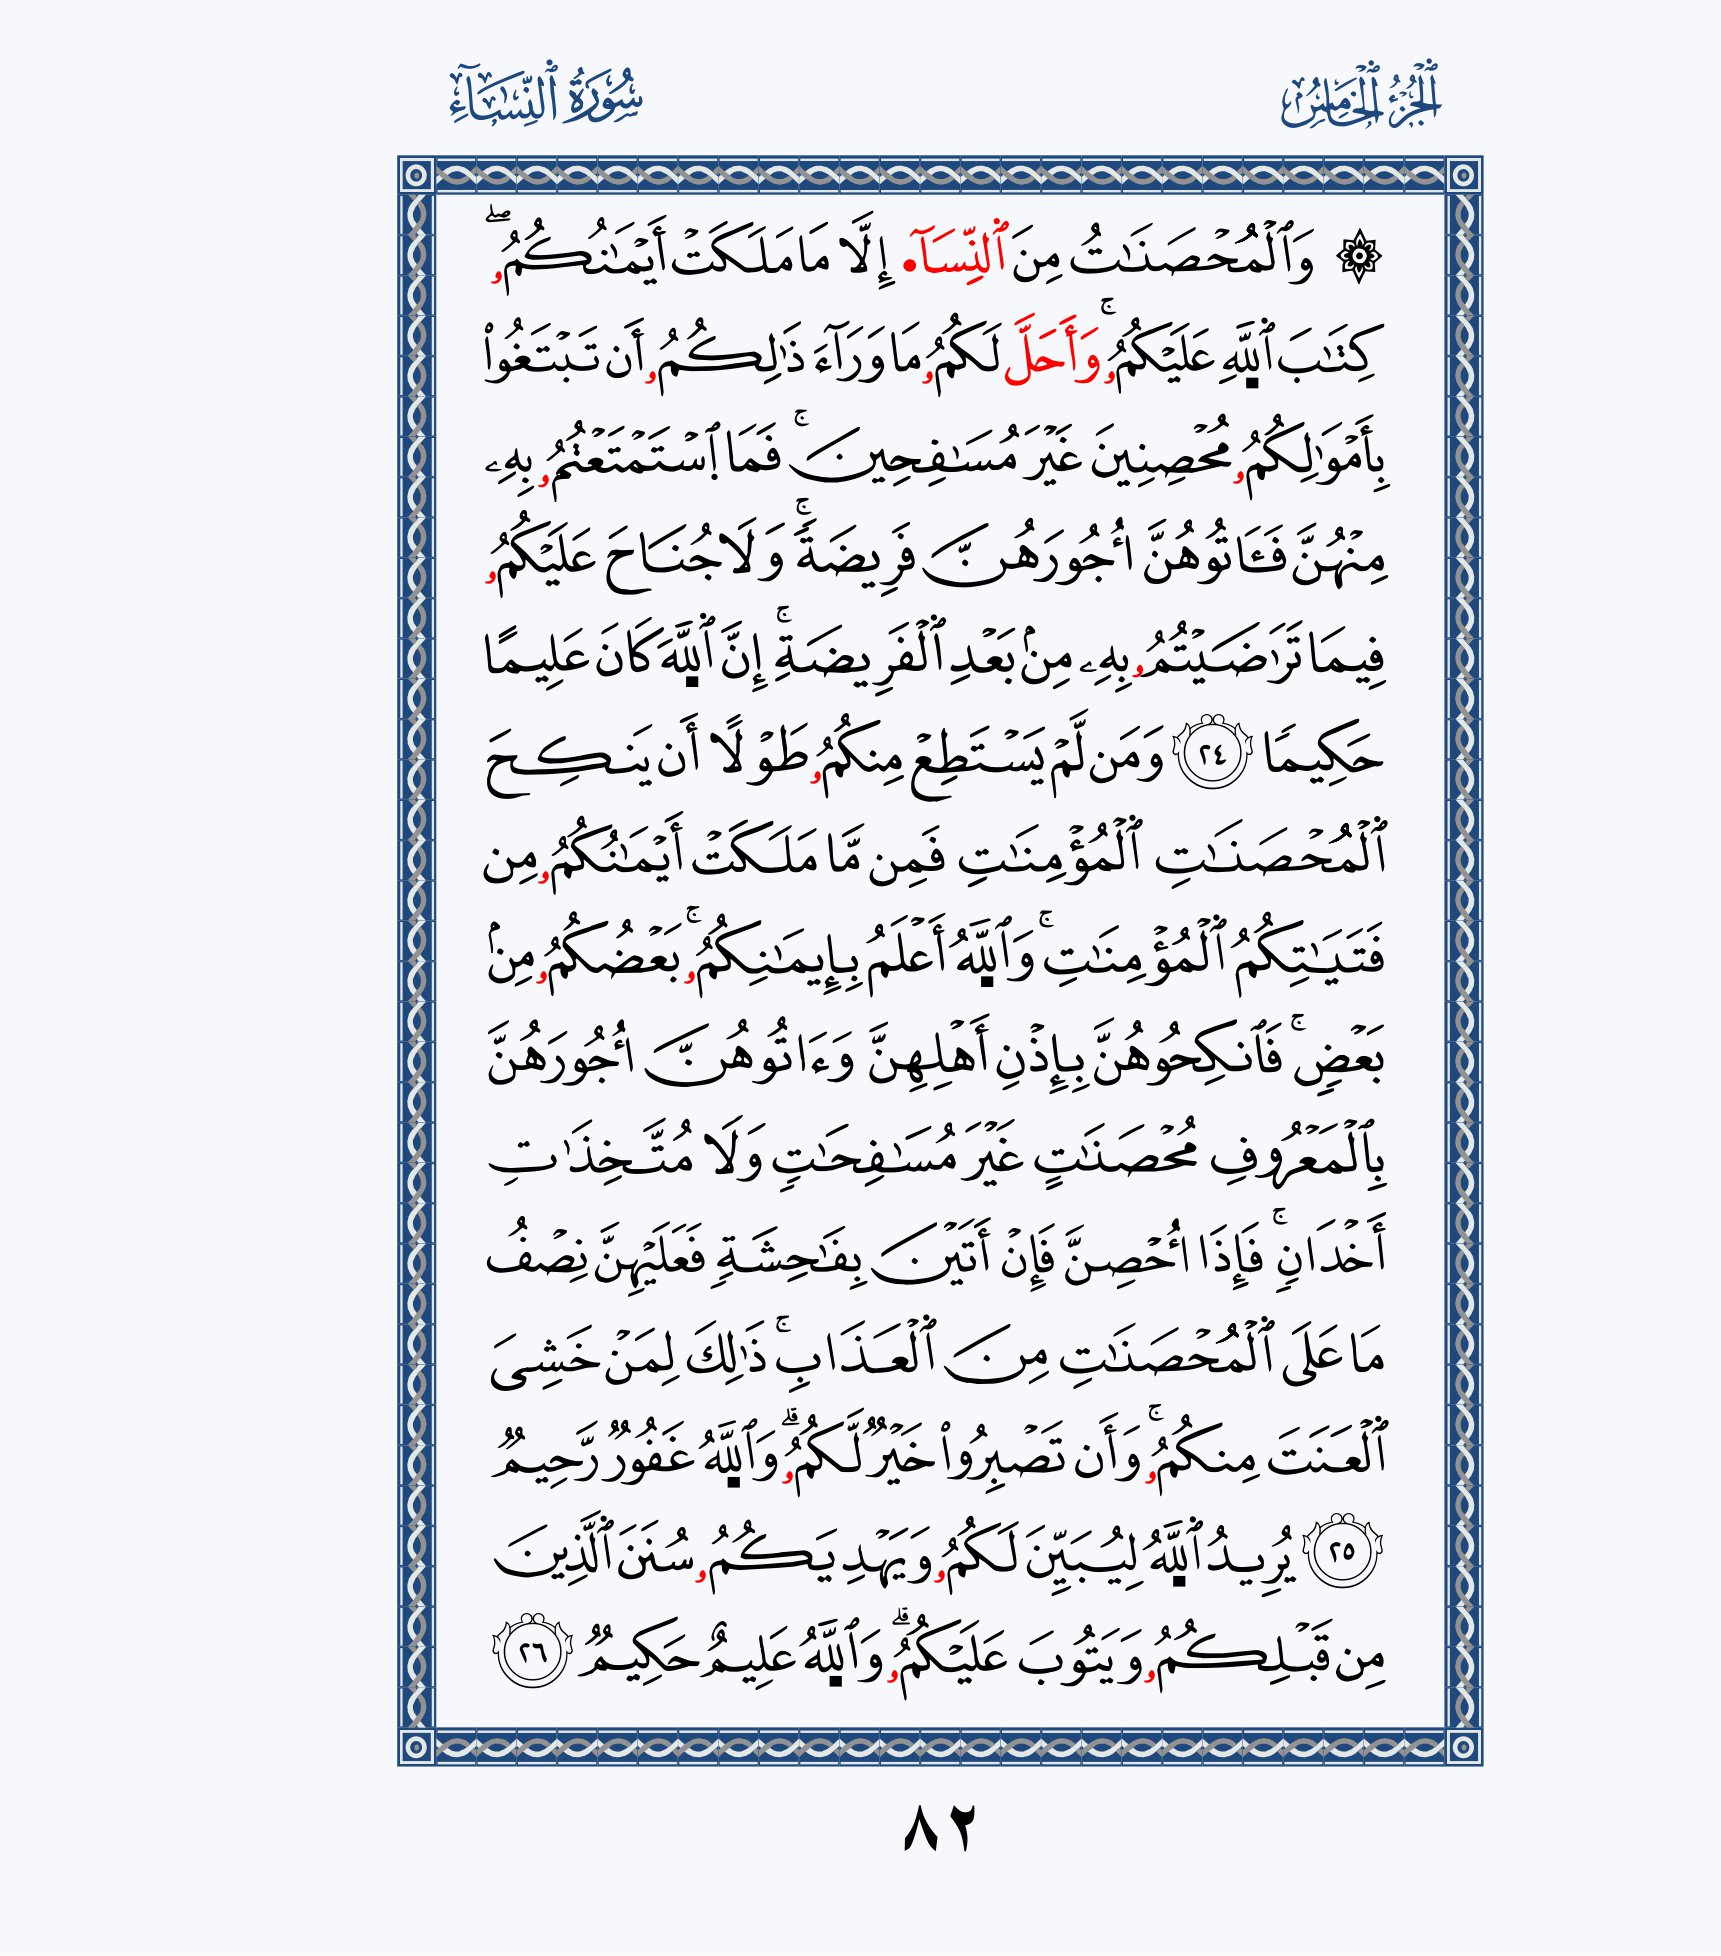 ٱلْجُزْءُ ٱلْخَامِسُ
سُورَةُ ٱلنِّسَآءِ
۞ وَٱلْمُحْصَنَٰتُ مِنَ ٱلنِّسَآ• إِلَّا مَا مَلَكَتْ أَيْمَٰنُكُمُۥۖ
كِتَٰبَ ٱللَّهِ عَلَيْكُمُۥۚ وَأَحَلَّ لَكُمُۥ مَا وَرَآءَ ذَٰلِكُمُۥ أَن تَبْتَغُوا۟
بِأَمْوَٰلِكُمُۥ مُحْصِنِينَ غَيْرَ مُسَٰفِحِينَۚ فَمَا ٱسْتَمْتَعْتُمُۥ بِهِۦ
مِنْهُنَّ فَـَٔاتُوهُنَّ أُجُورَهُنَّ فَرِيضَةًۚ وَلَا جُنَاحَ عَلَيْكُمُۥ
فِيمَا تَرَٰضَيْتُمُۥ بِهِۦ مِنۢ بَعْدِ ٱلْفَرِيضَةِۚ إِنَّ ٱللَّهَ كَانَ عَلِيمًا
حَكِيمًا ٢٤ وَمَن لَّمْ يَسْتَطِعْ مِنكُمُۥ طَوْلًا أَن يَنكِحَ
ٱلْمُحْصَنَٰتِ ٱلْمُؤْمِنَٰتِ فَمِن مَّا مَلَكَتْ أَيْمَٰنُكُمُۥ مِن
فَتَيَٰتِكُمُ ٱلْمُؤْمِنَٰتِۚ وَٱللَّهُ أَعْلَمُ بِإِيمَٰنِكُمُۥۚ بَعْضُكُمُۥ مِنۢ
بَعْضٍۚ فَٱنكِحُوهُنَّ بِإِذْنِ أَهْلِهِنَّ وَءَاتُوهُنَّ أُجُورَهُنَّ
بِٱلْمَعْرُوفِ مُحْصَنَٰتٍ غَيْرَ مُسَٰفِحَٰتٍ وَلَا مُتَّخِذَٰتِ
أَخْدَانٍۚ فَإِذَا أُحْصِنَّ فَإِنْ أَتَيْنَ بِفَٰحِشَةٍ فَعَلَيْهِنَّ نِصْفُ
مَا عَلَى ٱلْمُحْصَنَٰتِ مِنَ ٱلْعَذَابِۚ ذَٰلِكَ لِمَنْ خَشِىَ
ٱلْعَنَتَ مِنكُمُۥۚ وَأَن تَصْبِرُوا۟ خَيْرٌ لَّكُمُۥۗ وَٱللَّهُ غَفُورٌ رَّحِيمٌ
٢٥ يُرِيدُ ٱللَّهُ لِيُبَيِّنَ لَكُمُۥ وَيَهْدِيَكُمُۥ سُنَنَ ٱلَّذِينَ
مِن قَبْلِكُمُۥ وَيَتُوبَ عَلَيْكُمُۥۗ وَٱللَّهُ عَلِيمٌ حَكِيمٌ ٢٦
٨٢